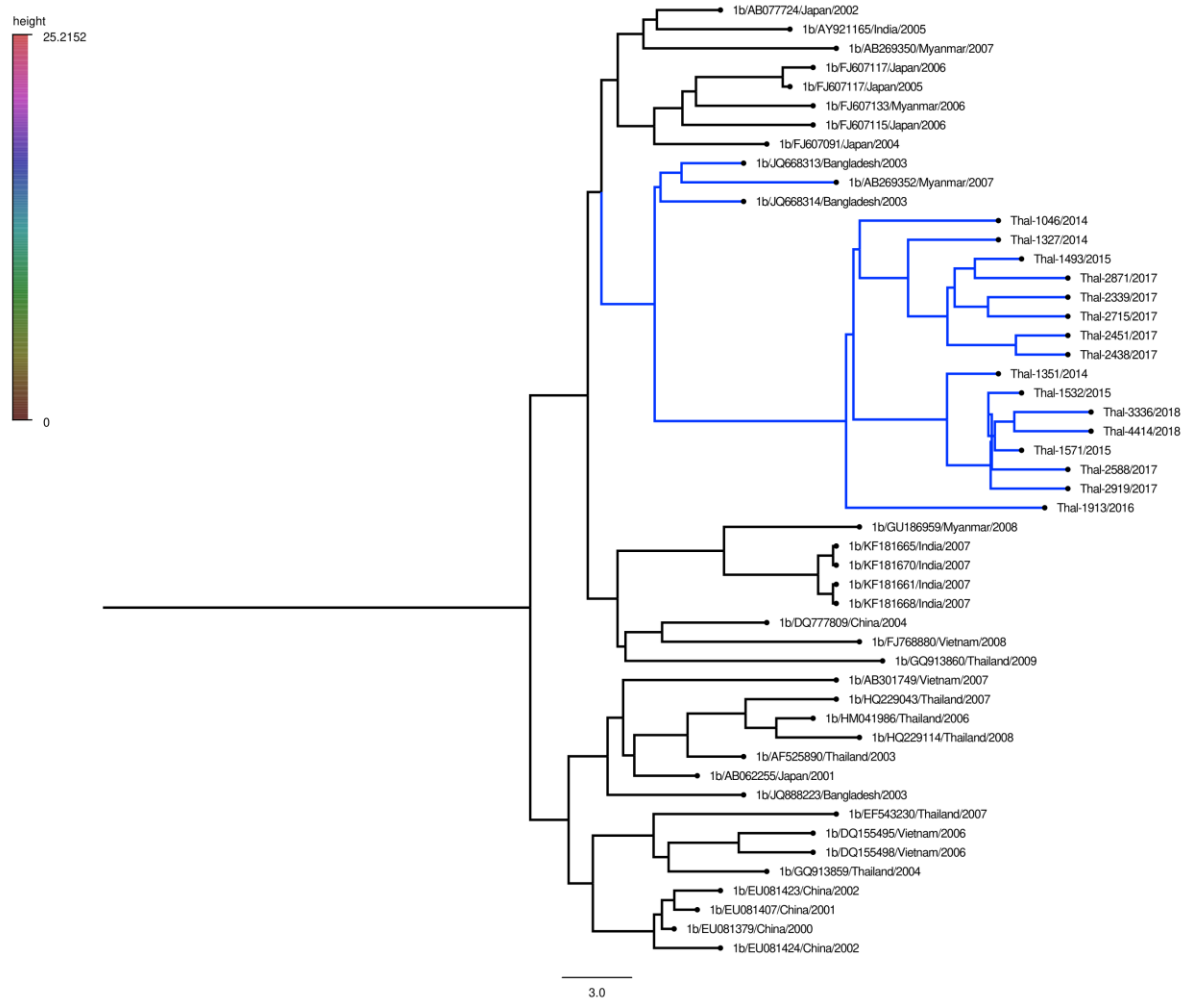 height
25.2152
0
1b/AB077724/Japan/2002
1b/AY921165/India/2005
1b/AB269350/Myanmar/2007
1b/FJ607117/Japan/2006
1b/FJ607117/Japan/2005
1b/FJ607133/Myanmar/2006
1b/FJ607115/Japan/2006
1b/FJ607091/Japan/2004
1b/JQ668313/Bangladesh/2003
1b/AB269352/Myanmar/2007
1b/JQ668314/Bangladesh/2003
Thal-1046/2014
Thal-1327/2014
Thal-1493/2015
Thal-2871/2017
Thal-2339/2017
Thal-2715/2017
Thal-2451/2017
Thal-2438/2017
Thal-1351/2014
Thal-1532/2015
Thal-3336/2018
Thal-4414/2018
Thal-1571/2015
Thal-2588/2017
Thal-2919/2017
Thal-1913/2016
1b/GU186959/Myanmar/2008
1b/KF181665/India/2007
1b/KF181670/India/2007
1b/KF181661/India/2007
1b/KF181668/India/2007
1b/DQ777809/China/2004
1b/FJ768880/Vietnam/2008
1b/GQ913860/Thailand/2009
1b/AB301749/Vietnam/2007
1b/HQ229043/Thailand/2007
1b/HM041986/Thailand/2006
1b/HQ229114/Thailand/2008
1b/AF525890/Thailand/2003
1b/AB062255/Japan/2001
1b/JQ888223/Bangladesh/2003
1b/EF543230/Thailand/2007
1b/DQ155495/Vietnam/2006
1b/DQ155498/Vietnam/2006
1b/GQ913859/Thailand/2004
1b/EU081423/China/2002
1b/EU081407/China/2001
1b/EU081379/China/2000
1b/EU081424/China/2002
3.0